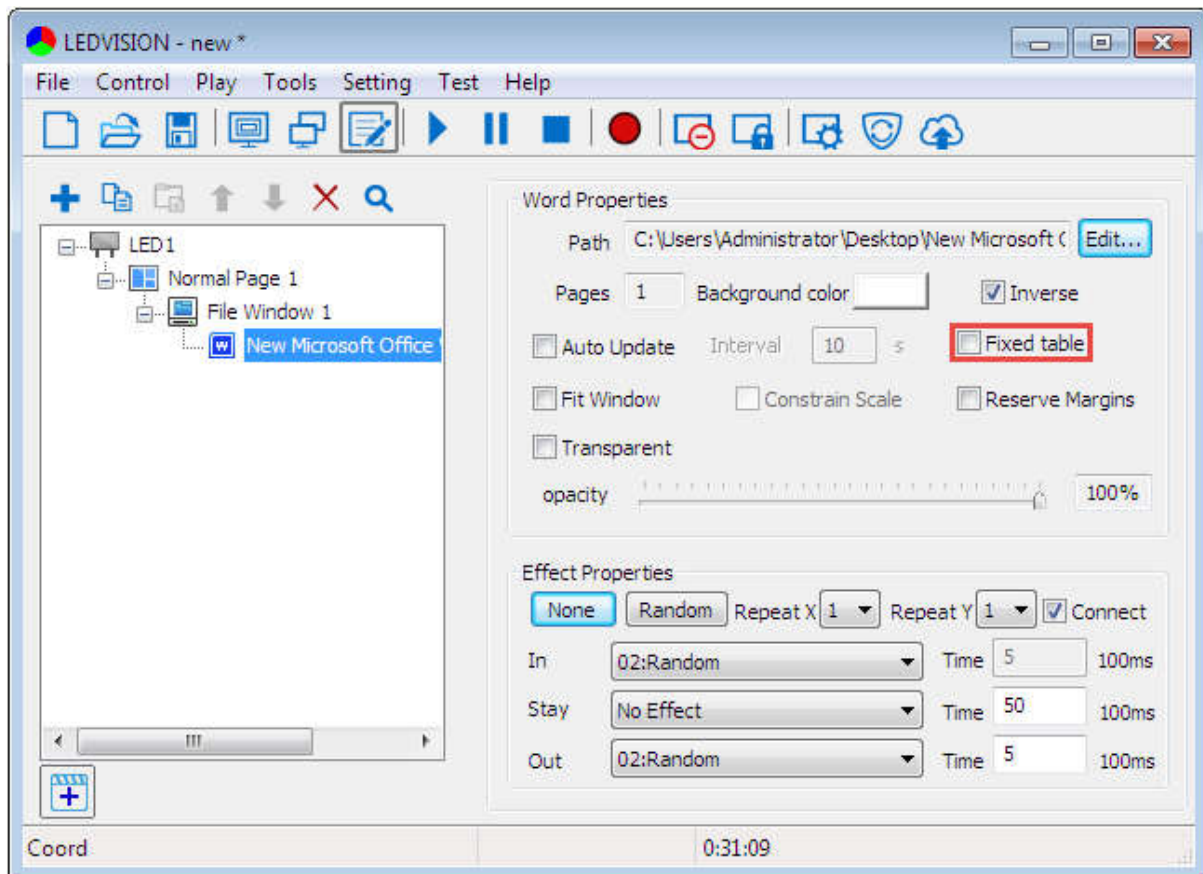 LEDVISION - new *
File Control Play Tools Setting Test Help
LED1
Normal Page 1
File Window 1
New Microsoft Office
Word Properties
Path C:\Users\Administrator\Desktop\New Microsoft Edit...
Pages 1 Background color Inverse
Auto Update Interval 10 s Fixed table
Fit Window Constrain Scale Reserve Margins
Transparent
opacity 100%
Effect Properties
None Random Repeat X 1 Repeat Y 1 Connect
In 02:Random Time 5 100ms
Stay No Effect Time 50 100ms
Out 02:Random Time 5 100ms
Coord 0:31:09